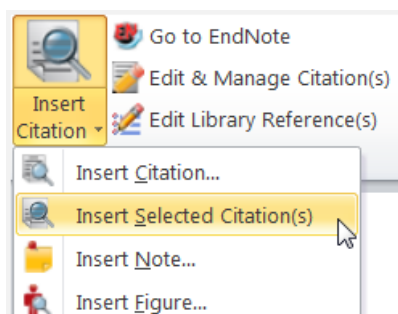 Go to EndNote
Edit & Manage Citation(s)
Edit Library Reference(s)
Insert
Citation
Insert Citation...
Insert Selected Citation(s)
Insert Note...
Insert Figure...